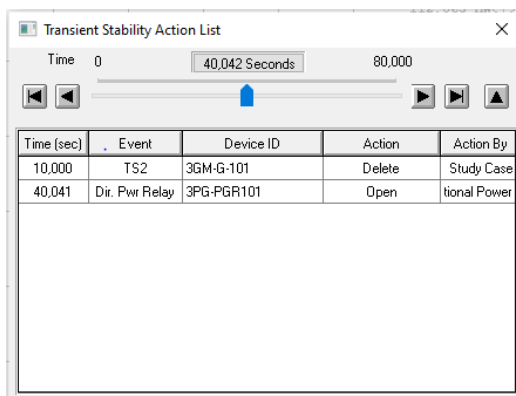 Transient Stability Action List
Time 0 40,042 Seconds 80,000
Time (sec) Event Device ID Action Action By
10,000 TS2 3GM-G-101 Delete Study Case
40,041 Dir. Pwr Relay 3PG-PGR101 Open tional Power